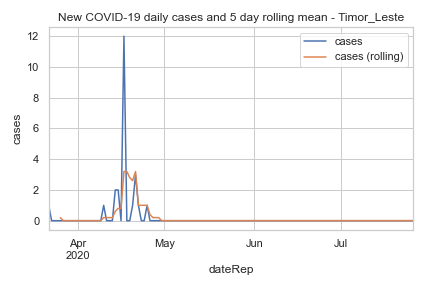 New COVID-19 daily cases and 5 day rolling mean - Timor_Leste
cases
cases (rolling)
12
10
8
6
4
2
0
cases
Apr
2020
May
Jun
Jul
dateRep